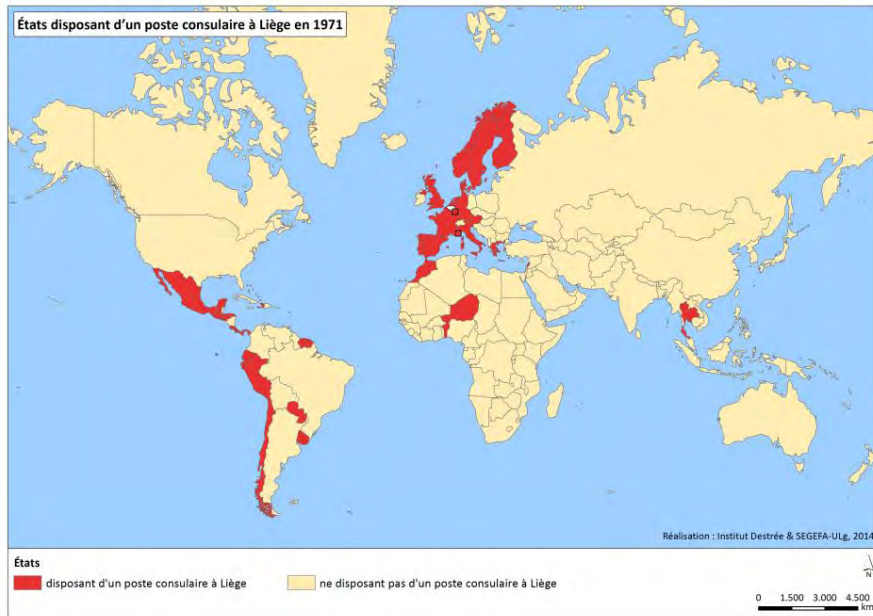 États disposant d'un poste consulaire à Liège en 1971
Réalisation : Institut Destrée & SEGEFA-ULg, 2014
États
disposant d'un poste consulaire à Liège
ne disposant pas d'un poste consulaire à Liège
N
0 1.500 3.000 4.500
km